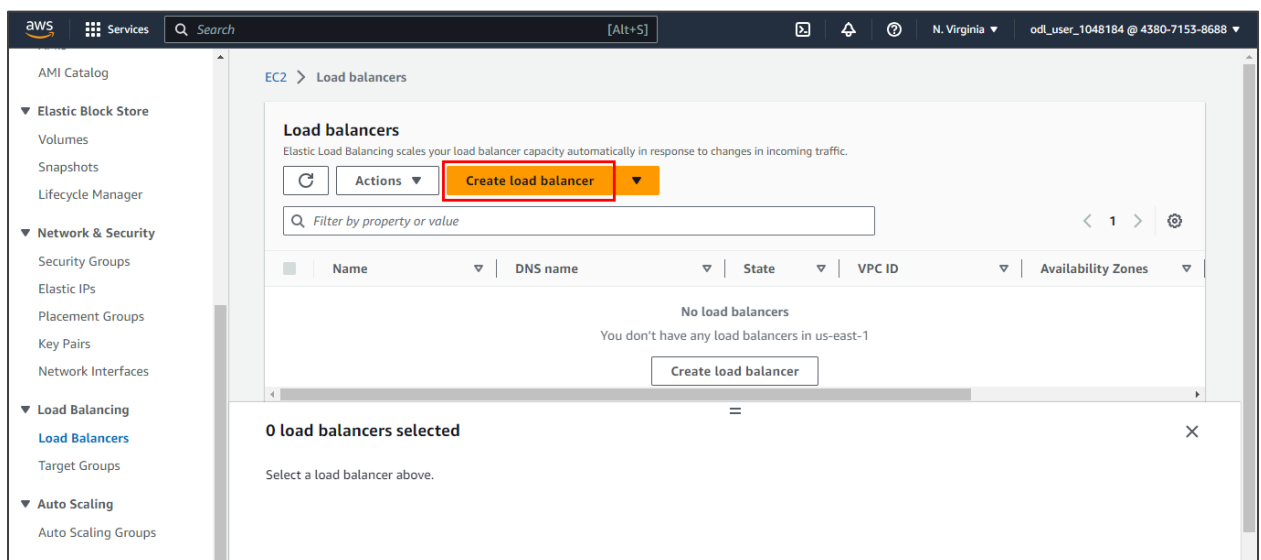 aws Services Search [Alt+S] N. Virginia odl_user_1048184 @ 4380-7153-8688
AMI Catalog
Elastic Block Store
Volumes
Snapshots
Lifecycle Manager
Network & Security
Security Groups
Elastic IPs
Placement Groups
Key Pairs
Network Interfaces
Load Balancing
Load Balancers
Target Groups
Auto Scaling
Auto Scaling Groups
EC2 > Load balancers
Load balancers
Elastic Load Balancing scales your load balancer capacity automatically in response to changes in incoming traffic.
Actions Create load balancer
Filter by property or value 1
Name DNS name State VPC ID Availability Zones
No load balancers
You don't have any load balancers in us-east-1
Create load balancer
0 load balancers selected
Select a load balancer above.